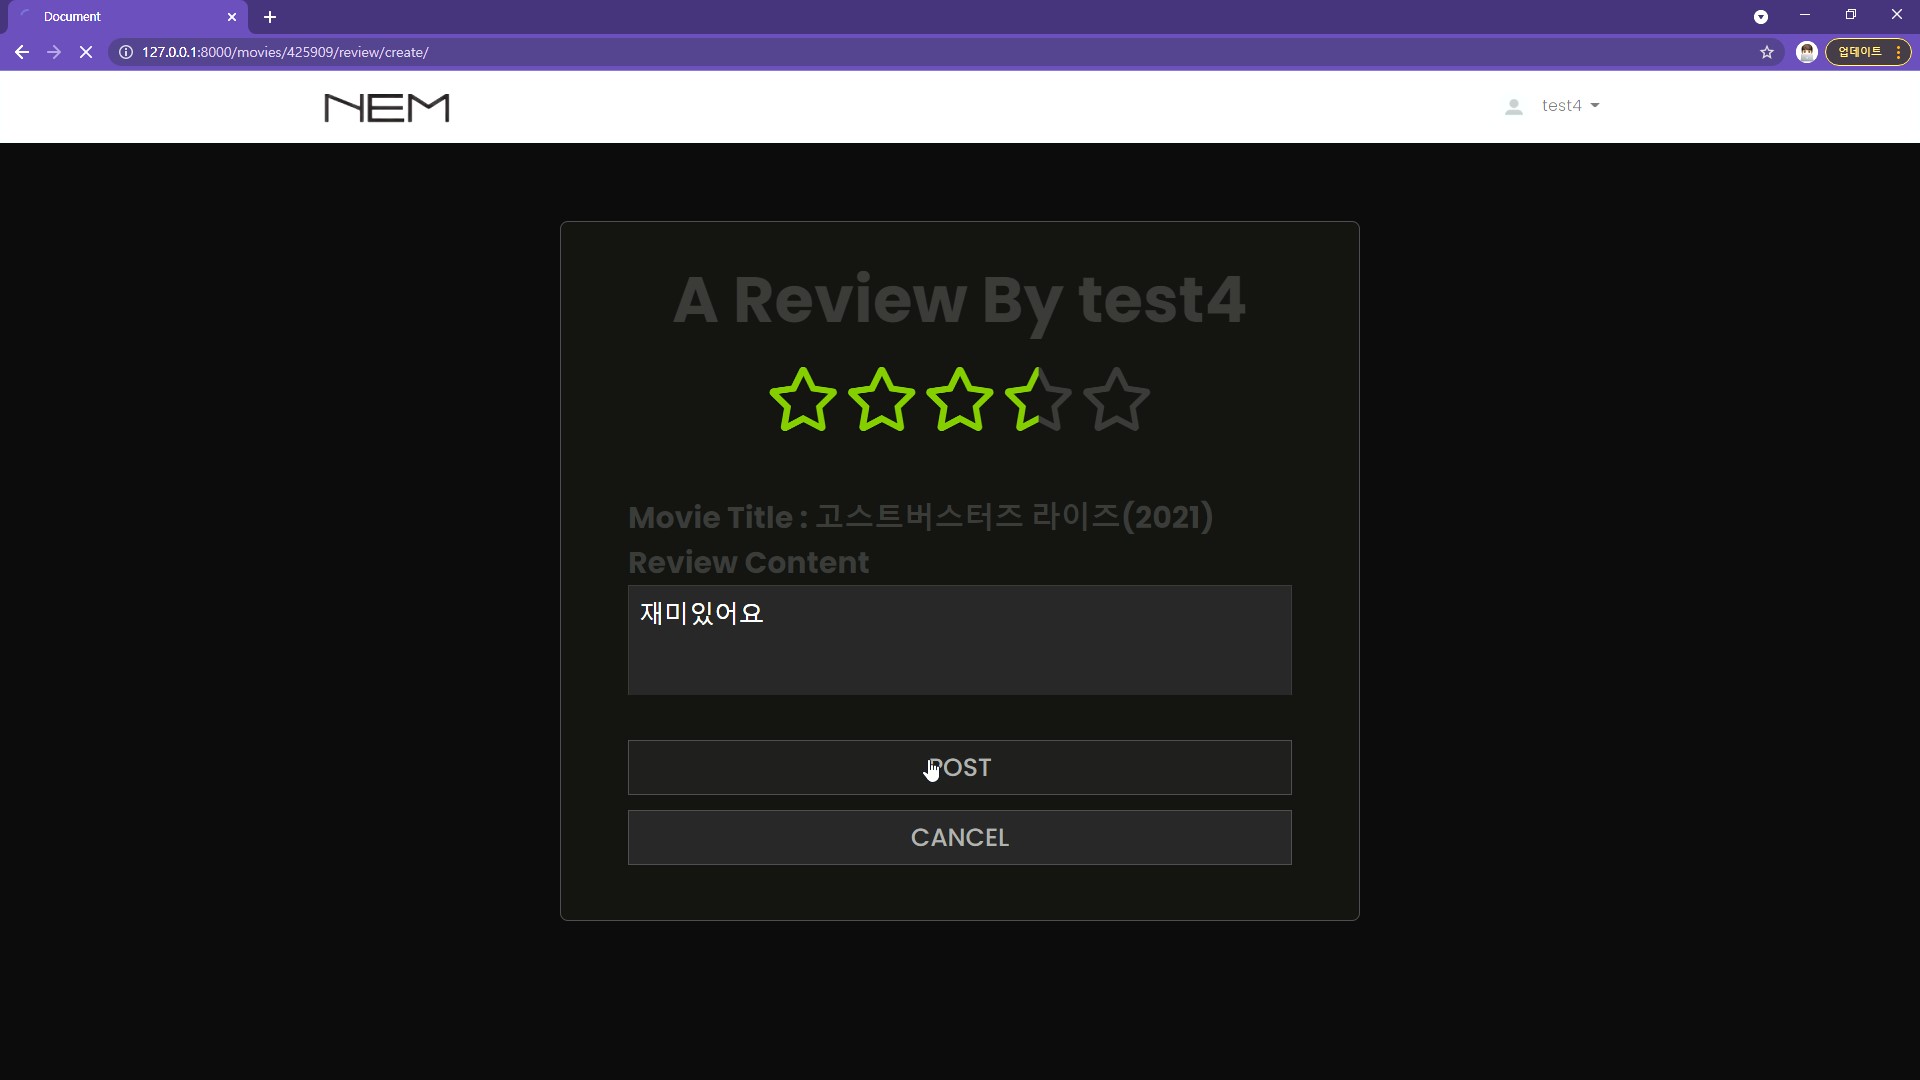 Document
127.0.0.1:8000/movies/425909/review/create/
업데이트
NEM
test4
A Review By test4
Movie Title : 고스트버스터즈 라이즈(2021)
Review Content
재미있어요
POST
CANCEL